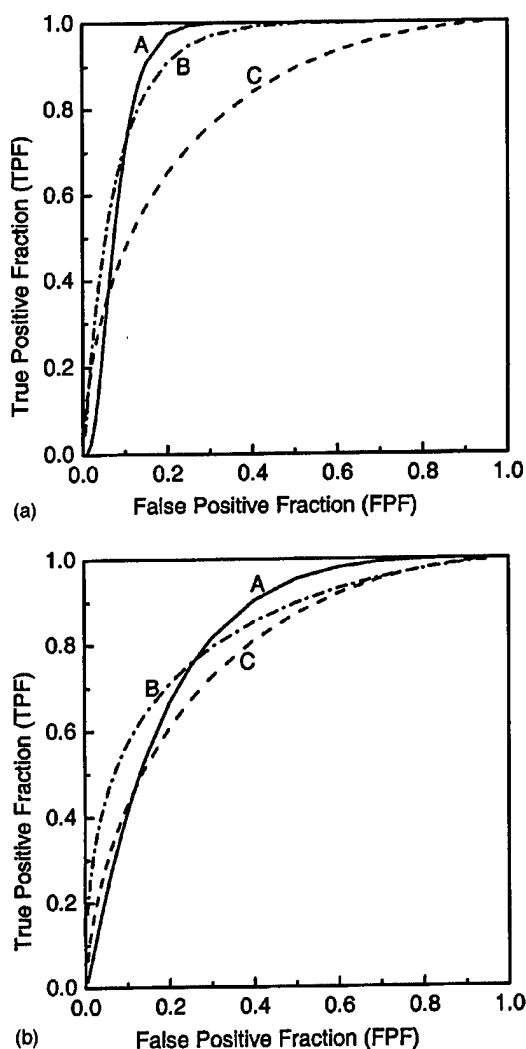 1.0
A
B
C
0.8
0.6
0.4
0.2
0.0
True Positive Fraction (TPF)
0.0 0.2 0.4 0.6 0.8 1.0
(a) False Positive Fraction (FPF)
1.0
A
B
C
0.8
0.6
0.4
0.2
0.0
True Positive Fraction (TPF)
0.0 0.2 0.4 0.6 0.8 1.0
(b) False Positive Fraction (FPF)